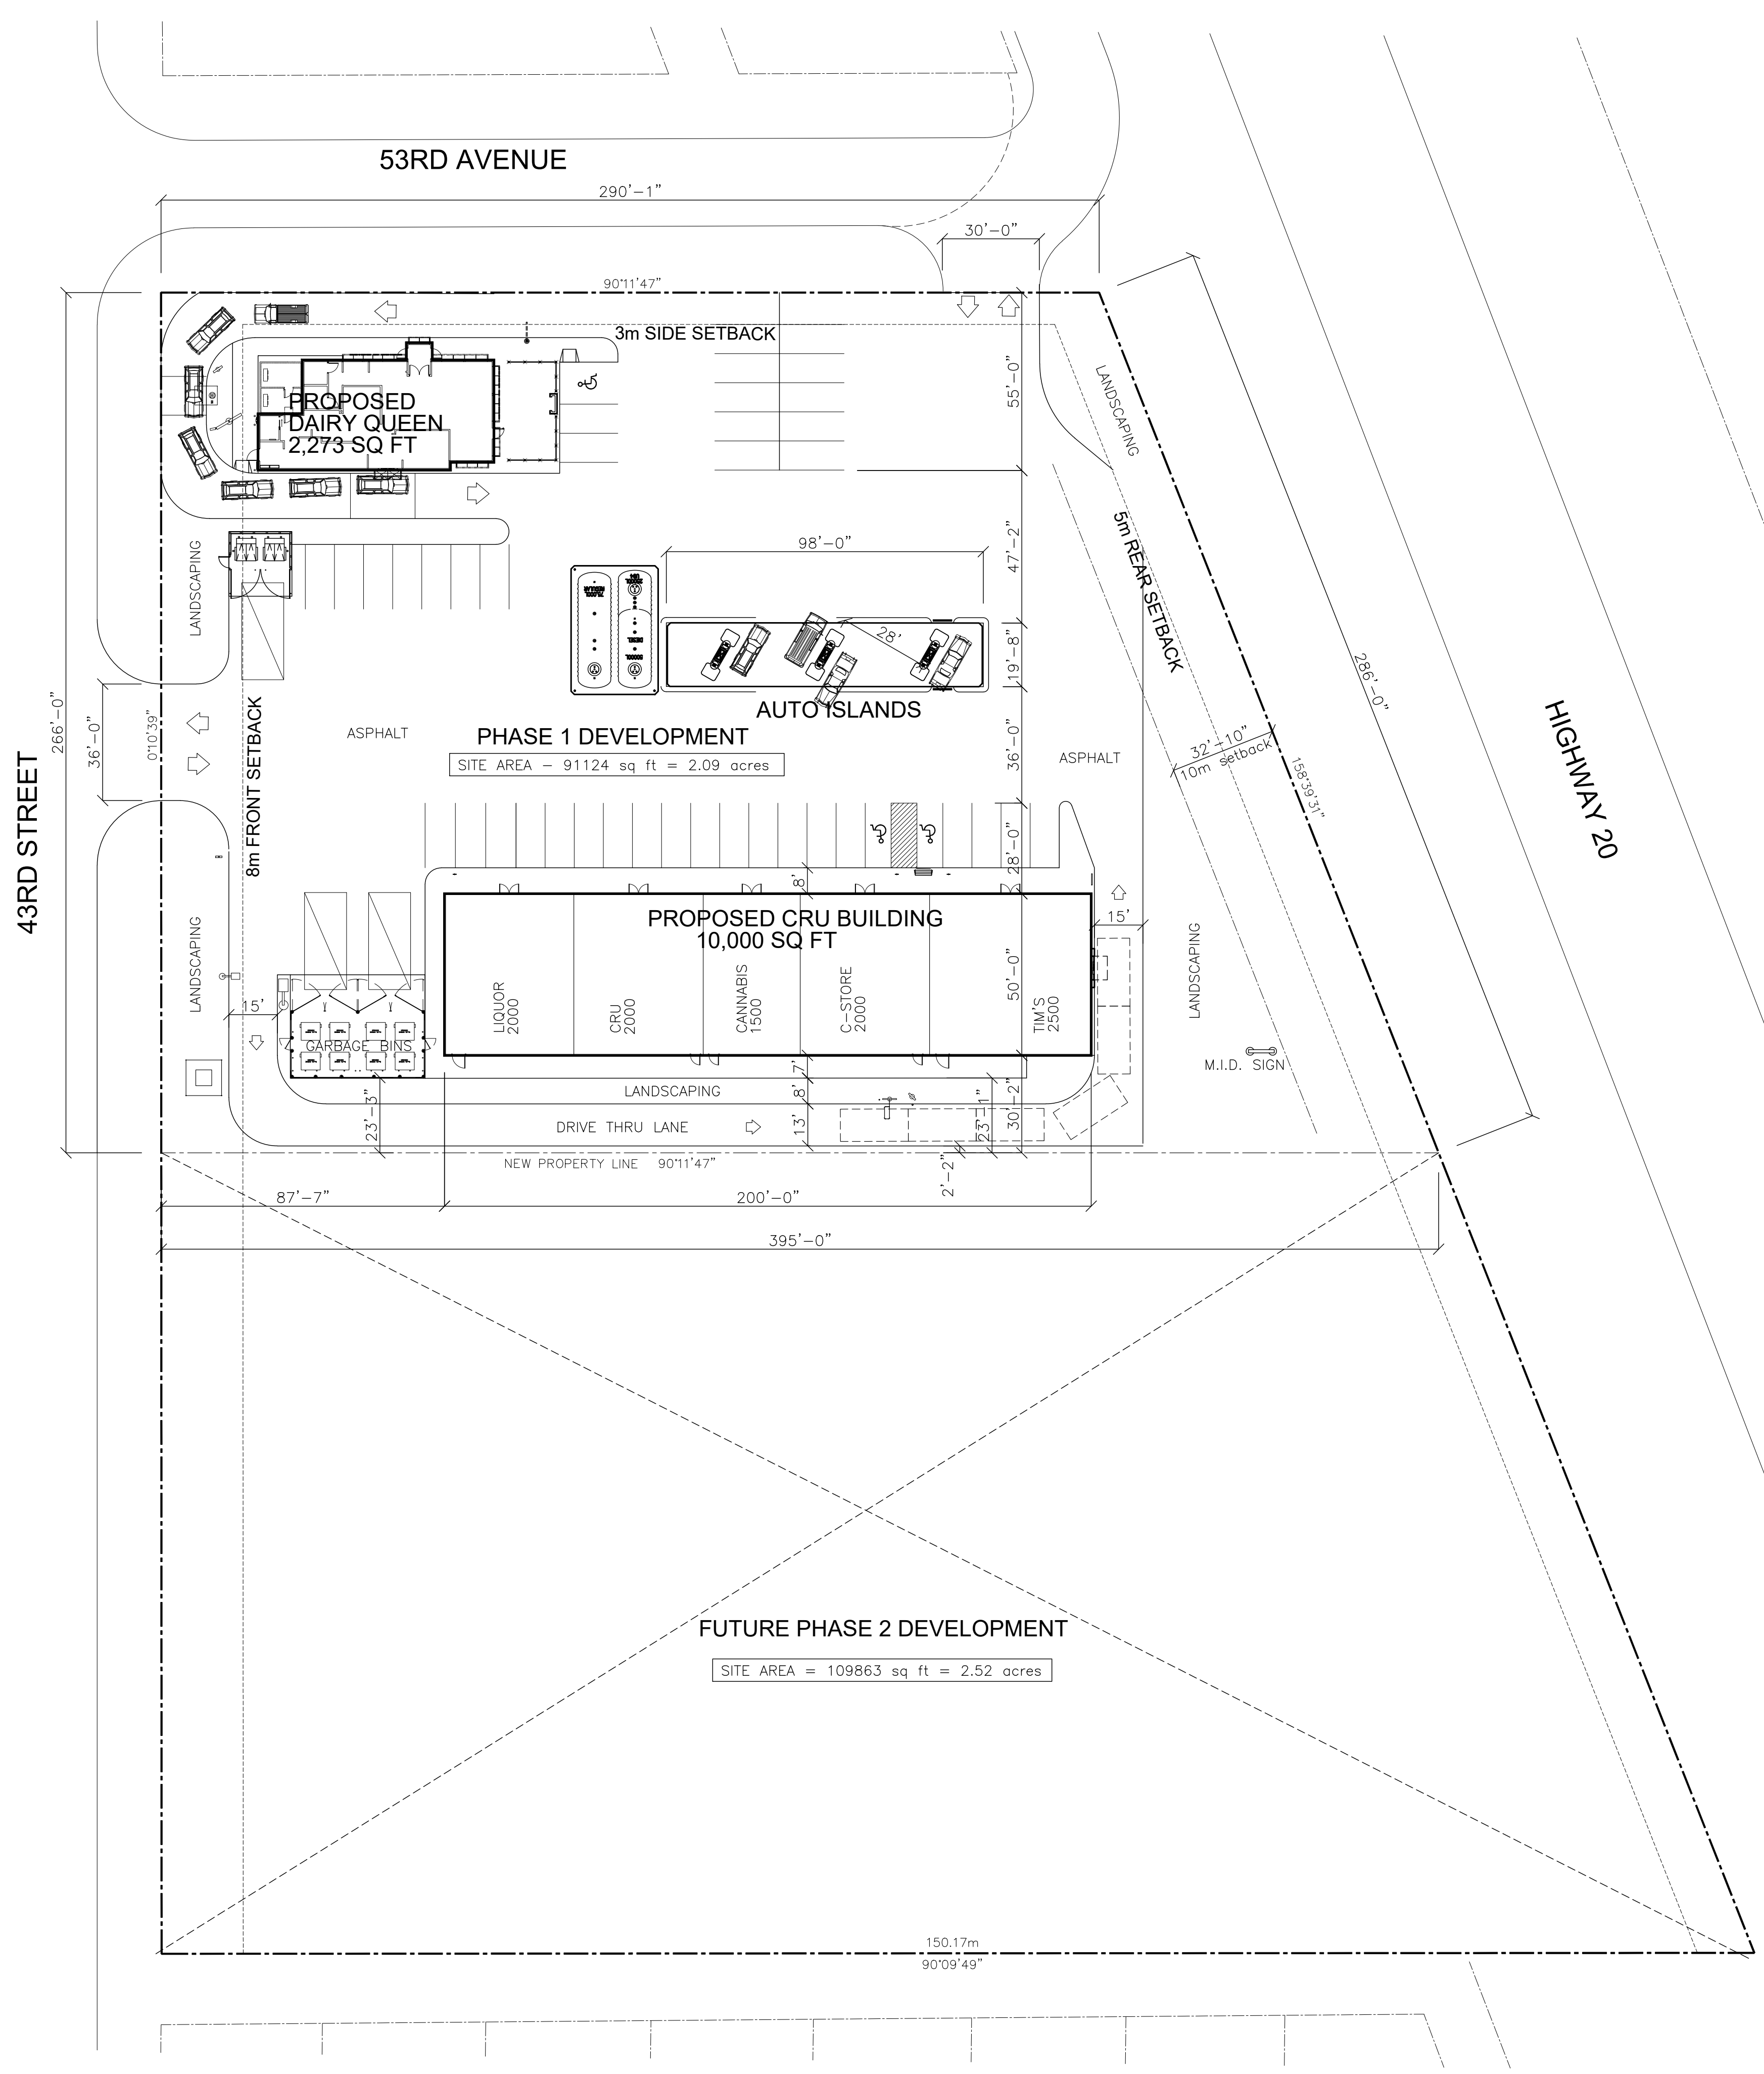 53RD AVENUE
290'-1"
30'-0"
90°11'47"
3m SIDE SETBACK
PROPOSED
DAIRY QUEEN
2,273 SQ FT
55'-0"
LANDSCAPING
LANDSCAPING
47'-2"
98'-0"
5m REAR SETBACK
28'
19'-8"
286'-0"
HIGHWAY 20
43RD STREET
266'-0"
36'-0"
0°10'39"
8m FRONT SETBACK
ASPHALT
AUTO ISLANDS
PHASE 1 DEVELOPMENT
SITE AREA - 91124 sq ft = 2.09 acres
36'-0"
ASPHALT
32'-10"
10m setback
158°39'31"
28'-0"
8'
PROPOSED CRU BUILDING
10,000 SQ FT
15'
LANDSCAPING
LANDSCAPING
15'
LIQUOR
2000
CRU
2000
CANNABIS
1500
C-STORE
2000
50'-0"
TIM'S
2500
GARBAGE BINS
M.I.D. SIGN
7'
LANDSCAPING
8'
23'-3"
23'-1"
30'-2"
DRIVE THRU LANE
13'
NEW PROPERTY LINE 90°11'47"
2'-2"
87'-7"
200'-0"
395'-0"
FUTURE PHASE 2 DEVELOPMENT
SITE AREA = 109863 sq ft = 2.52 acres
150.17m
90°09'49"